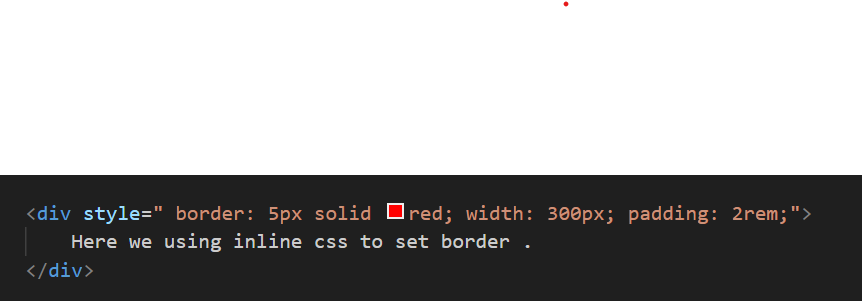 <div style=" border: 5px solid red; width: 300px; padding: 2rem;">
Here we using inline css to set border .
</div>